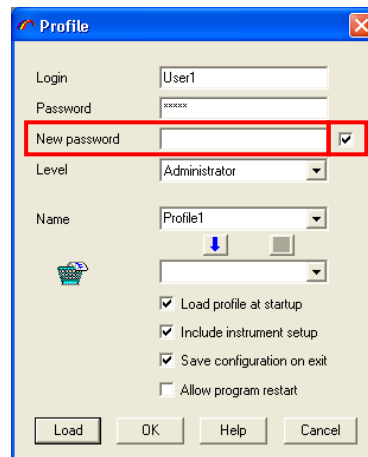 Profile
Login User1
Password *****
New password
Level Administrator
Name Profile1
Load profile at startup
Include instrument setup
Save configuration on exit
Allow program restart
Load OK Help Cancel